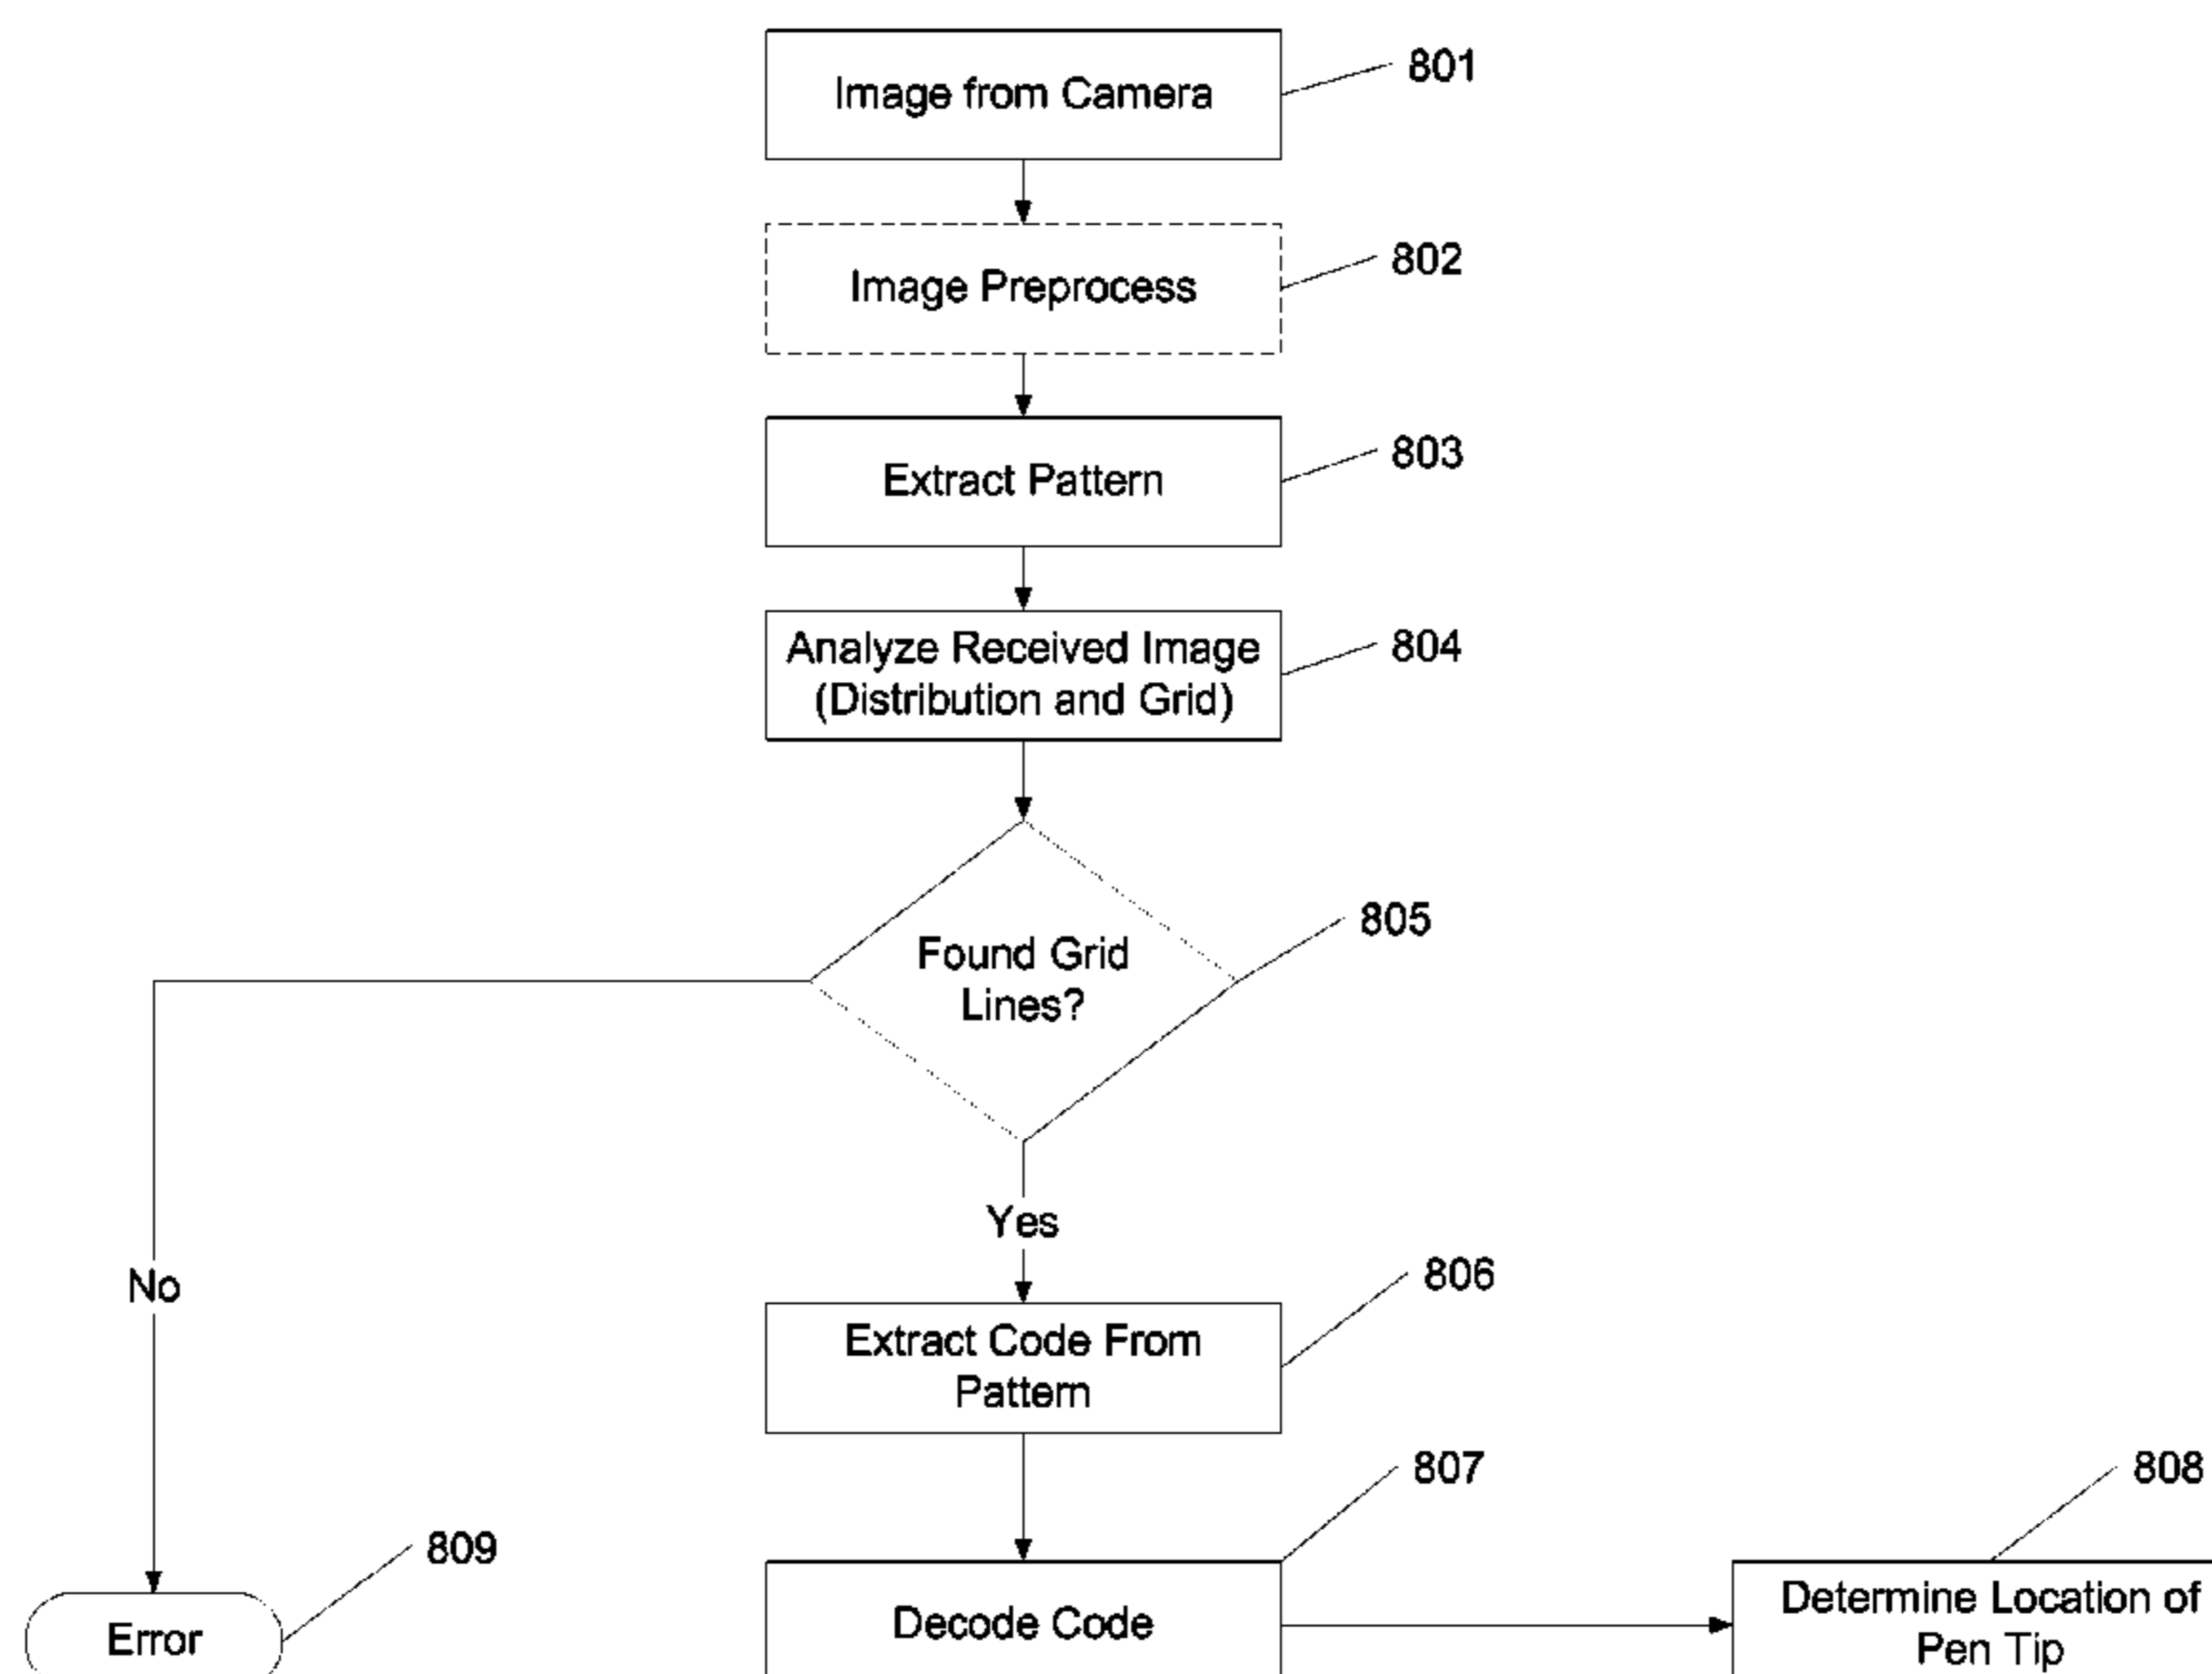 Image from Camera
801
Image Preprocess
802
Extract Pattern
803
Analyze Received Image
(Distribution and Grid)
804
Found Grid
Lines?
805
Yes
No
Extract Code From
Pattern
806
Decode Code
807
Determine Location of
Pen Tip
808
Error
809